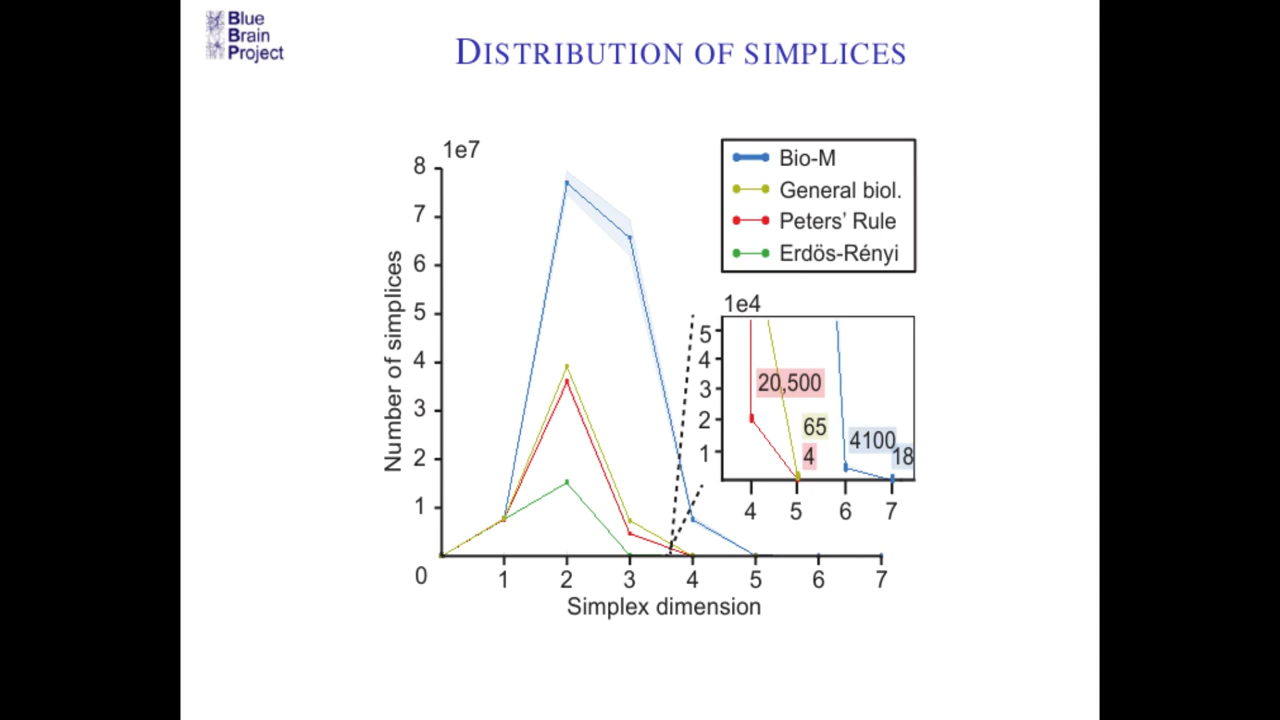 Blue
Brain
Project
DISTRIBUTION OF SIMPLICES
1e7
8
7
6
5
4
3
2
1
0
Number of simplices
1 2 3 4 5 6 7
Simplex dimension
Bio-M
General biol.
Peters' Rule
Erdös-Rényi
1e4
5
4
3
2
1
20,500
65
4
4100
18
4 5 6 7